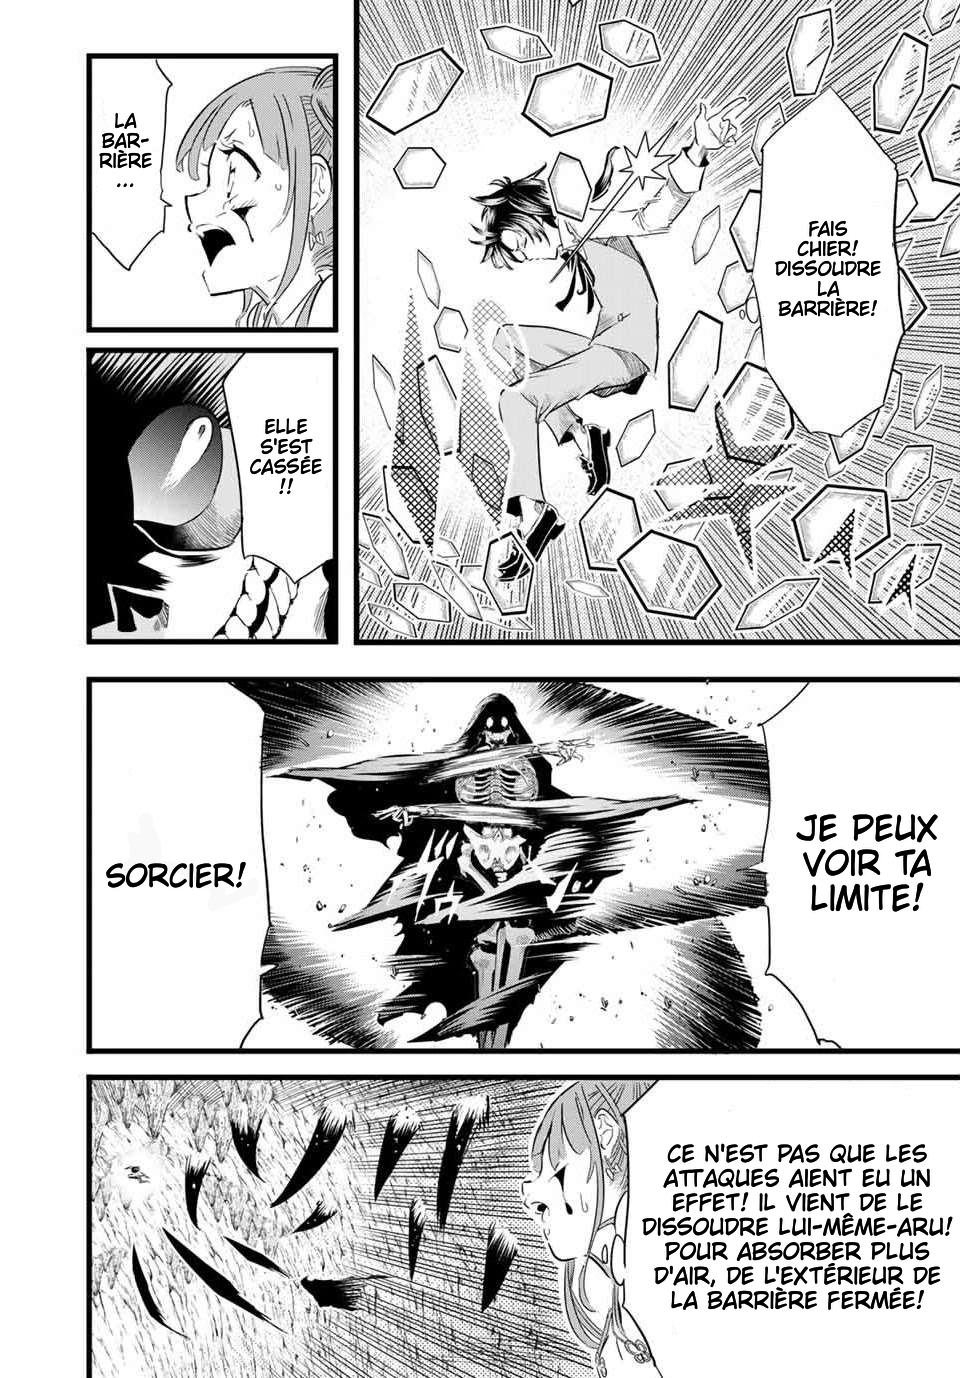 FAIS
CHIER!
DISSOUDRE
LA
BARRIÈRE!
LA
BAR-
RIÈRE
...
ELLE
S'EST
CASSÉE
!!
JE PEUX
VOIR TA
LIMITE!
SORCIER!
CE N'EST PAS QUE LES
ATTAQUES AIENT EU UN
EFFET! IL VIENT DE LE
DISSOUDRE LUI-MÊME-ARU!
POUR ABSORBER PLUS
D'AIR, DE L'EXTÉRIEUR DE
LA BARRIÈRE FERMÉE!